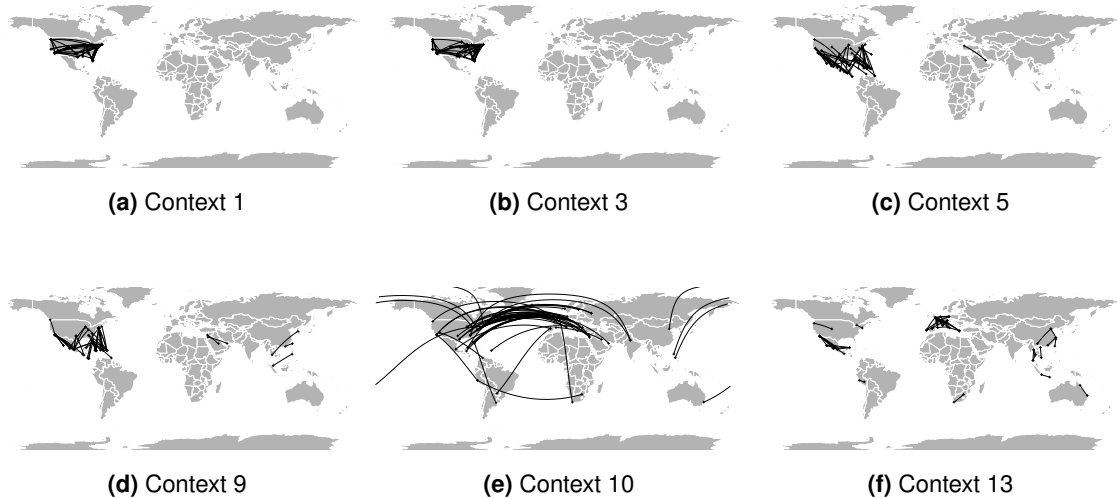 (a) Context 1
(b) Context 3
(c) Context 5
(d) Context 9
(e) Context 10
(f) Context 13